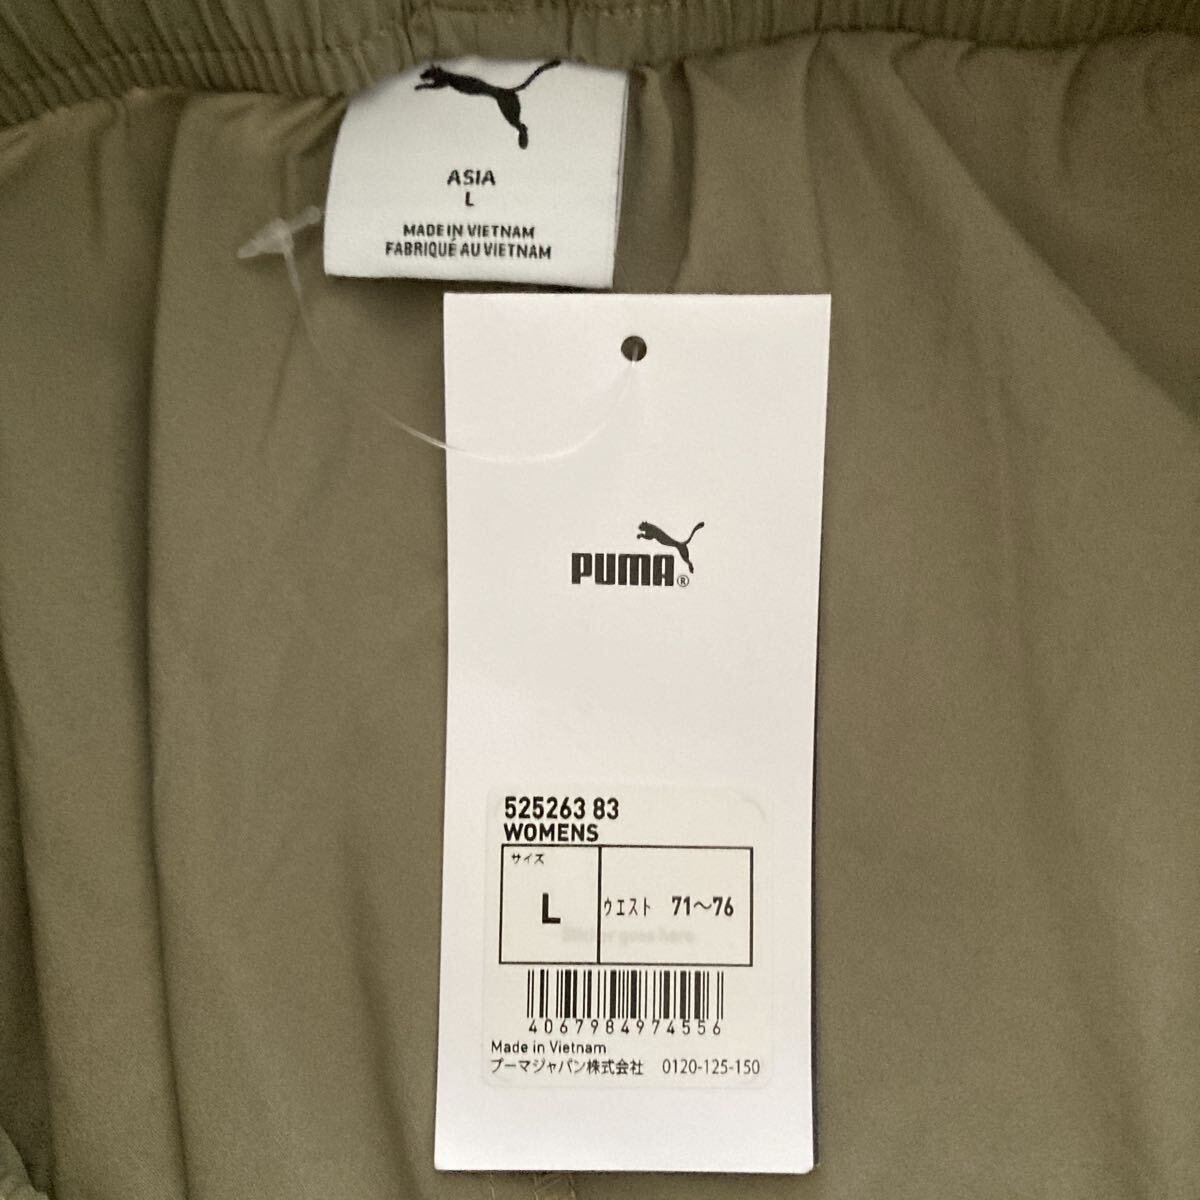 ASIA
L
MADE IN VIETNAM
FABRIQUÉ AU VIETNAM
PUMA®
525263 83
WOMENS
サイズ
L
ウエスト 71〜76
Sticker goes here
4067984974556
Made in Vietnam
プーマジャパン株式会社 0120-125-150